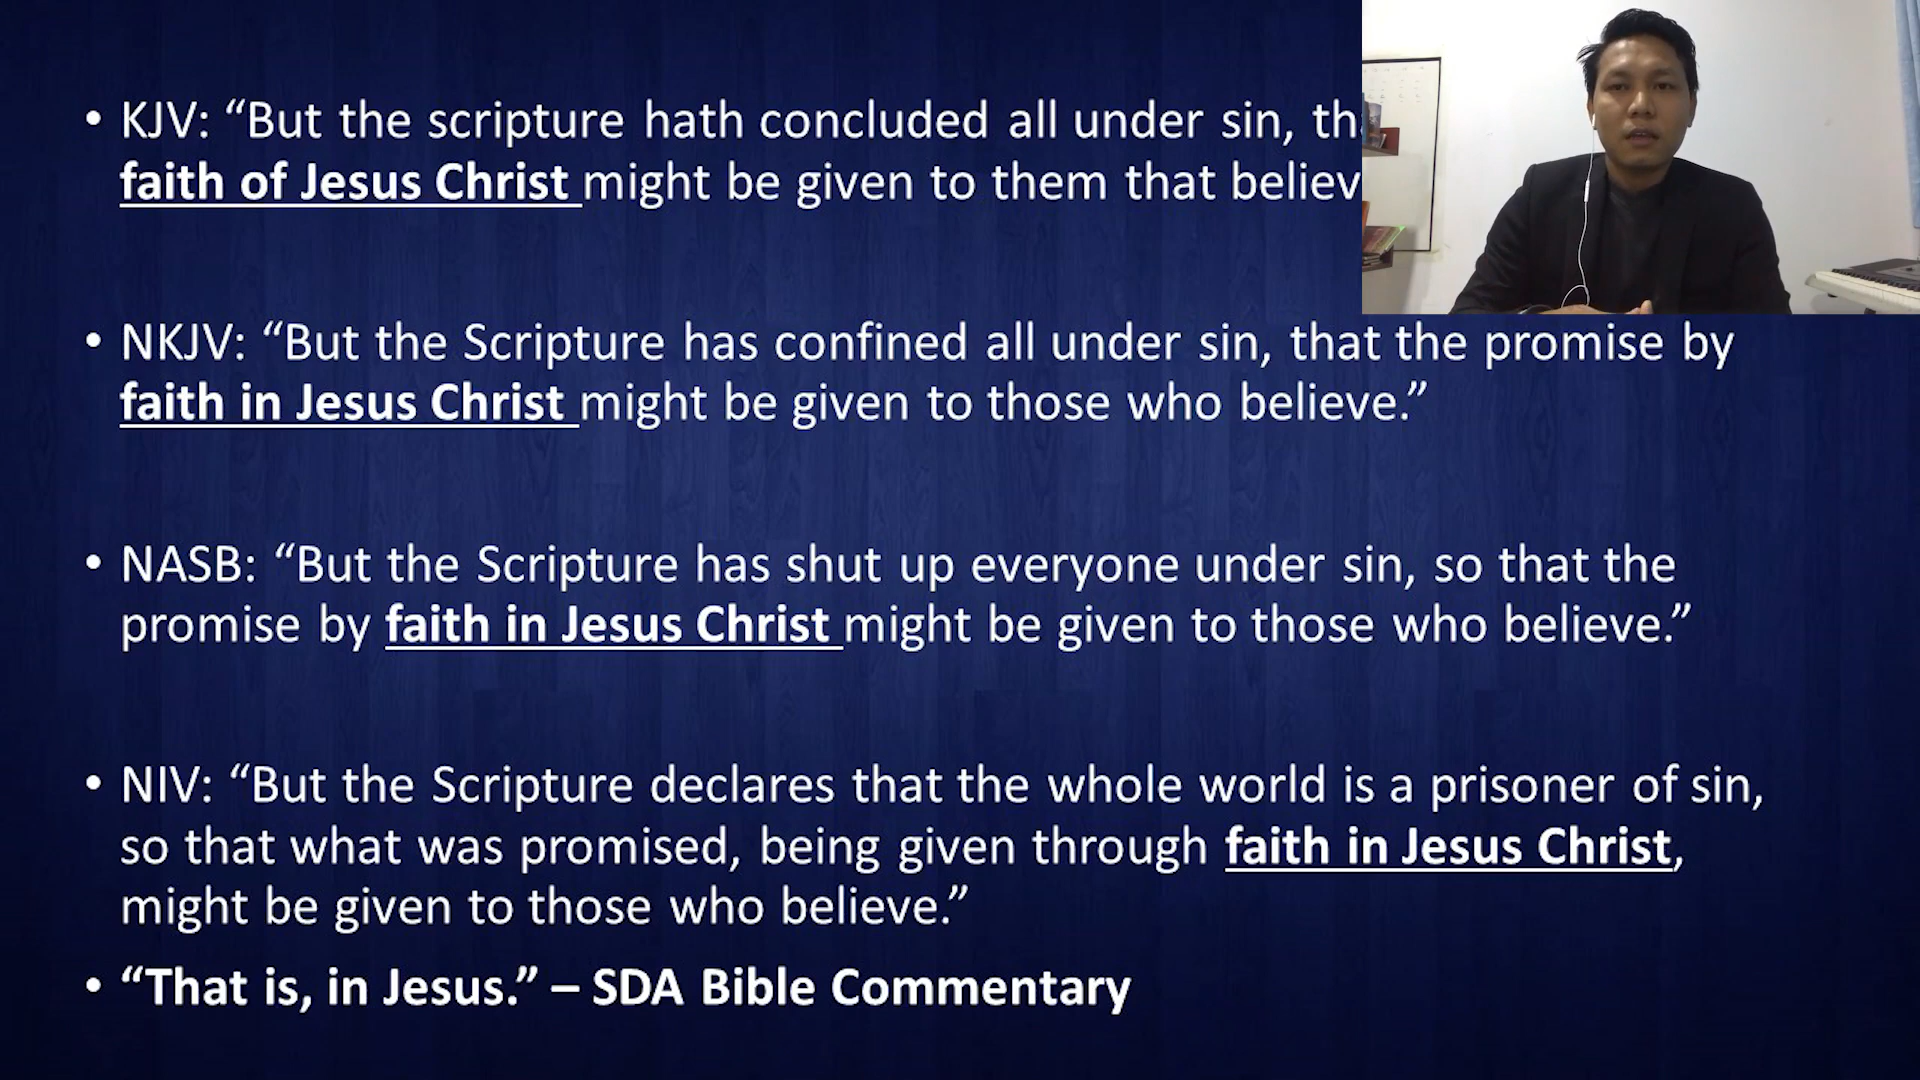 • KJV: “But the scripture hath concluded all under sin,
faith of Jesus Christ might be given to them that
• NKJV: “But the Scripture has confined all under sin, that the promise by
faith in Jesus Christ might be given to those who believe.”
• NASB: “But the Scripture has shut up everyone under sin, so that the
promise by faith in Jesus Christ might be given to those who believe.”
• NIV: “But the Scripture declares that the whole world is a prisoner of sin,
so that what was promised, being given through faith in Jesus Christ,
might be given to those who believe.”
• “That is, in Jesus.” – SDA Bible Commentary